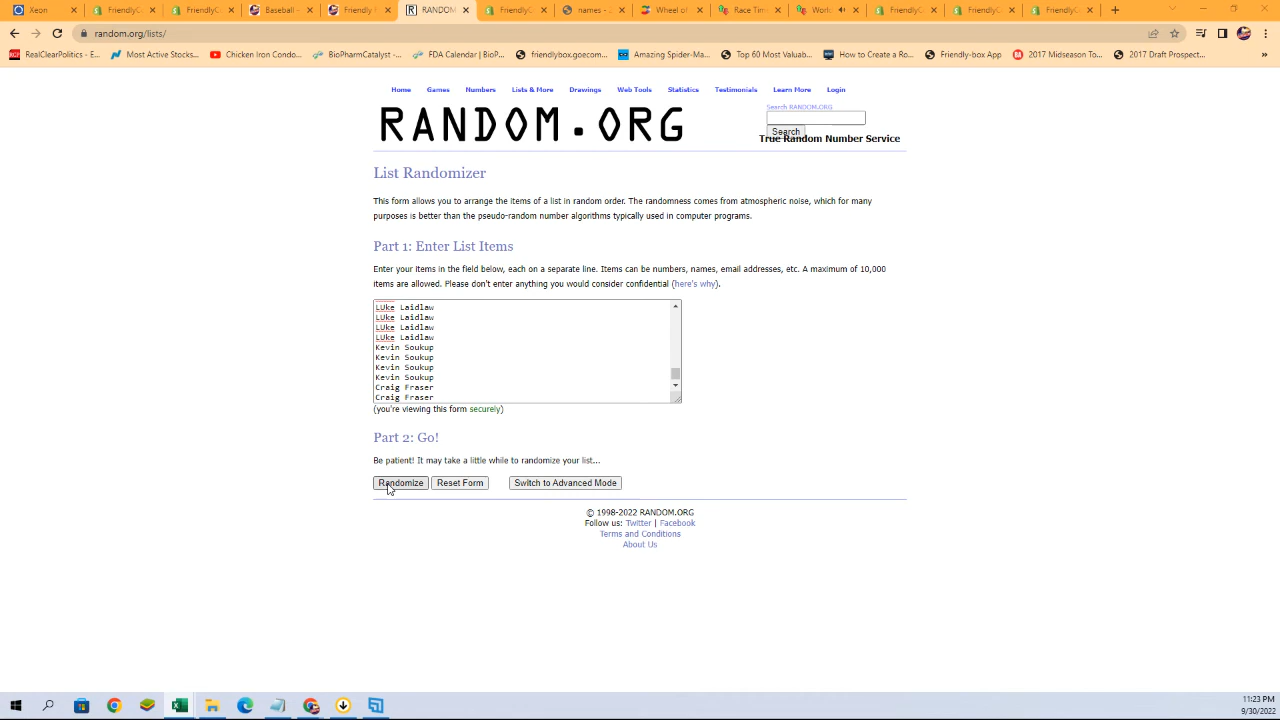 Xeon
FriendlyC
FriendlyC
Baseball -
Friendly
RANDOM
FriendlyC
names -
Wheel of
Race Tim
World
FriendlyC
FriendlyC
FriendlyC
random.org/lists/
RealClearPolitics - E...
Most Active Stocks...
Chicken Iron Condo...
BioPharmCatalyst -...
FDA Calendar | BioP...
friendlybox.goecom...
Amazing Spider-Ma...
Top 60 Most Valuab...
How to Create a Ro...
Friendly-box App
2017 Midseason To...
2017 Draft Prospect...
Home Games Numbers Lists & More Drawings Web Tools Statistics Testimonials Learn More Login
RANDOM.ORG
Search RANDOM.ORG
Search
True Random Number Service
List Randomizer
This form allows you to arrange the items of a list in random order. The randomness comes from atmospheric noise, which for many
purposes is better than the pseudo-random number algorithms typically used in computer programs.
Part 1: Enter List Items
Enter your items in the field below, each on a separate line. Items can be numbers, names, email addresses, etc. A maximum of 10,000
items are allowed. Please don't enter anything you would consider confidential (here's why).
LUke Laidlaw
LUke Laidlaw
LUke Laidlaw
LUke Laidlaw
Kevin Soukup
Kevin Soukup
Kevin Soukup
Kevin Soukup
Craig Fraser
Craig Fraser
(you're viewing this form securely)
Part 2: Go!
Be patient! It may take a little while to randomize your list...
Randomize Reset Form Switch to Advanced Mode
© 1998-2022 RANDOM.ORG
Follow us: Twitter | Facebook
Terms and Conditions
About Us
11:23 PM
9/30/2022